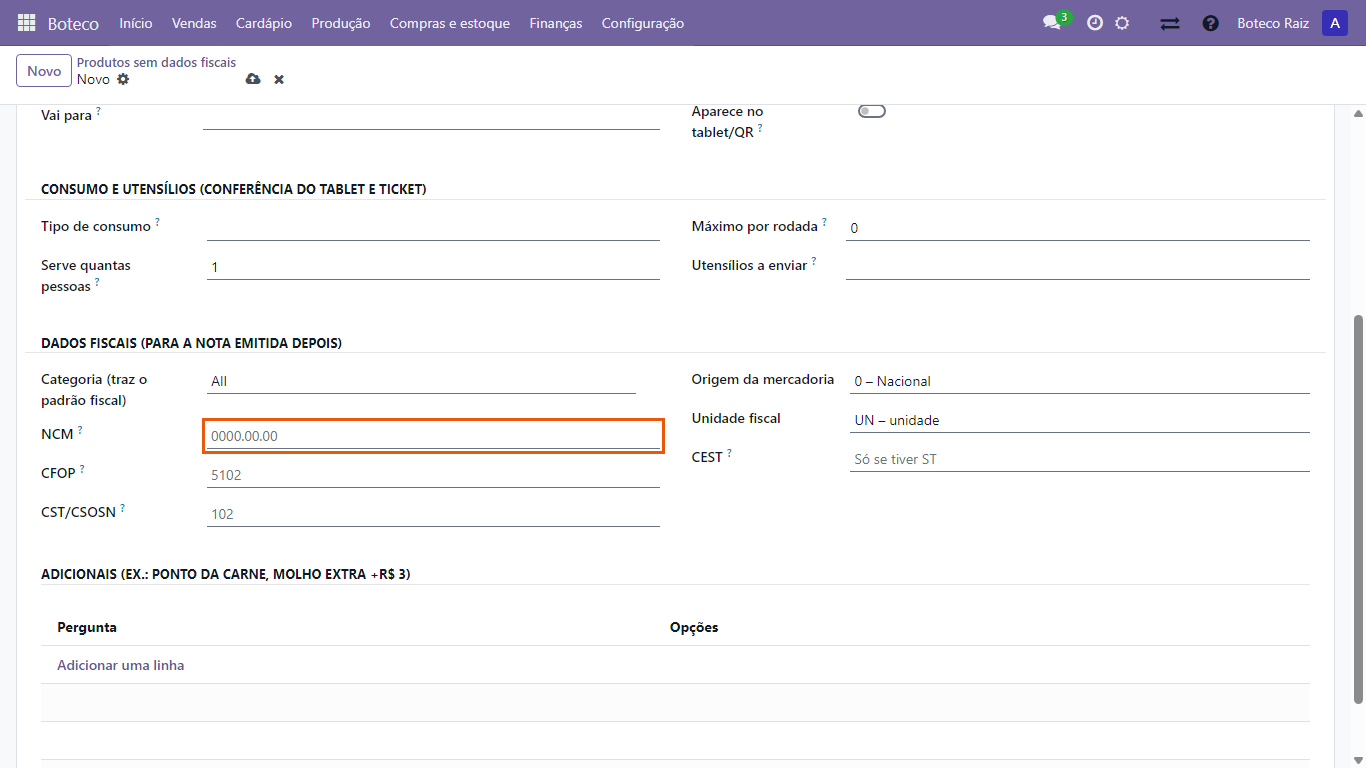 Boteco Início Vendas Cardápio Produção Compras e estoque Finanças Configuração 3 Boteco Raiz A
Novo Produtos sem dados fiscais
Novo
Vai para ?
Aparece no
tablet/QR ?
CONSUMO E UTENSÍLIOS (CONFERÊNCIA DO TABLET E TICKET)
Tipo de consumo ?
Máximo por rodada ? 0
Serve quantas
pessoas ? 1
Utensílios a enviar ?
DADOS FISCAIS (PARA A NOTA EMITIDA DEPOIS)
Categoria (traz o
padrão fiscal) All
Origem da mercadoria 0 – Nacional
NCM ? 0000.00.00
Unidade fiscal UN – unidade
CFOP ? 5102
CEST ? Só se tiver ST
CST/CSOSN ? 102
ADICIONAIS (EX.: PONTO DA CARNE, MOLHO EXTRA +R$ 3)
Pergunta Opções
Adicionar uma linha